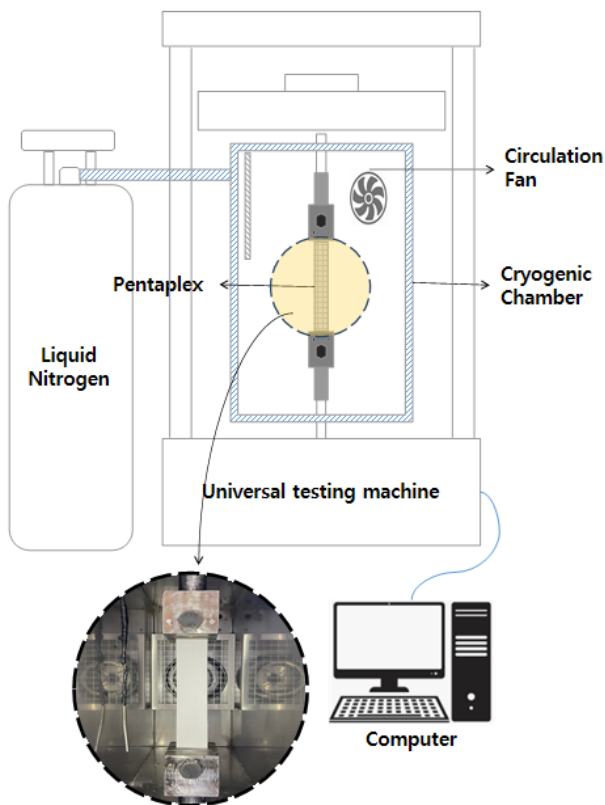 Circulation
Fan
Pentaplex
Cryogenic
Chamber
Liquid
Nitrogen
Universal testing machine
Computer